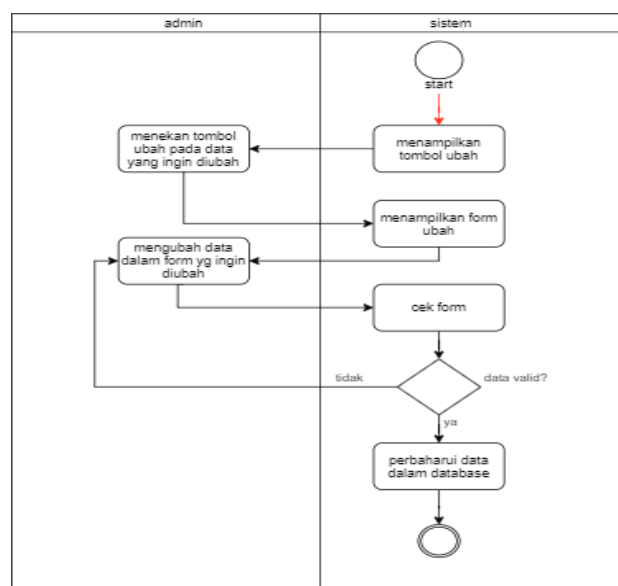 admin
sistem
start
menampilkan
tombol ubah
menekan tombol
ubah pada data
yang ingin diubah
menampilkan form
ubah
mengubah data
dalam form yg ingin
diubah
cek form
data valid?
tidak
ya
perbaharui data
dalam database